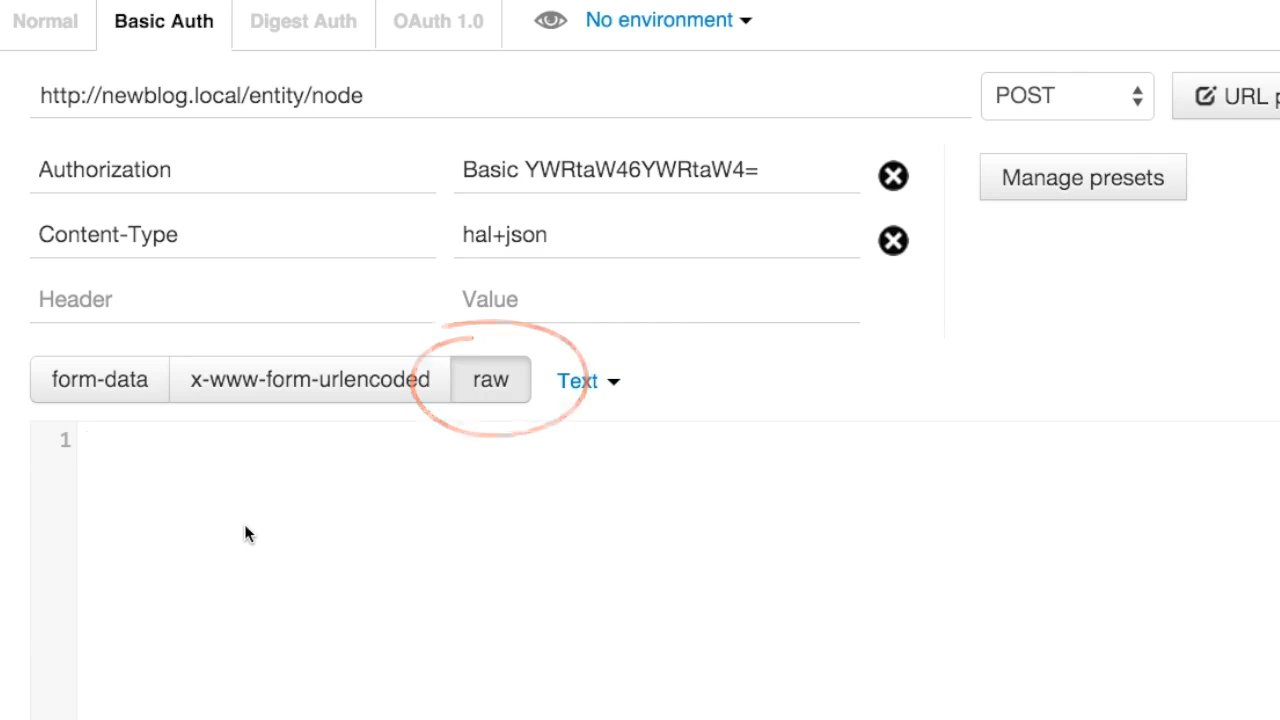 Normal Basic Auth Digest Auth OAuth 1.0 No environment
http://newblog.local/entity/node POST URL p
Authorization Basic YWRtaW46YWRtaW4= Manage presets
Content-Type hal+json
Header Value
form-data x-www-form-urlencoded raw Text
1